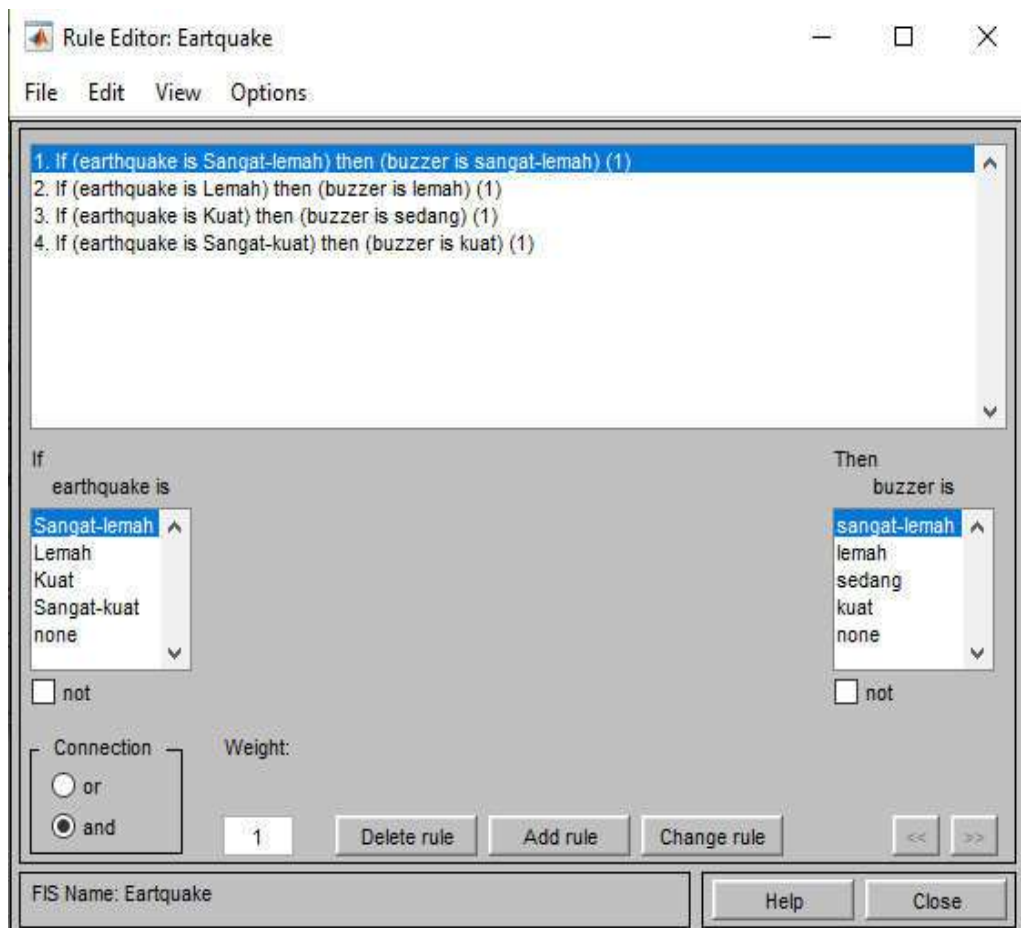 Rule Editor: Eartquake
File Edit View Options
1. If (earthquake is Sangat-lemah) then (buzzer is sangat-lemah) (1)
2. If (earthquake is Lemah) then (buzzer is lemah) (1)
3. If (earthquake is Kuat) then (buzzer is sedang) (1)
4. If (earthquake is Sangat-kuat) then (buzzer is kuat) (1)
If
earthquake is
Sangat-lemah
Lemah
Kuat
Sangat-kuat
none
not
Then
buzzer is
sangat-lemah
lemah
sedang
kuat
none
not
Connection
or
and
Weight:
1
Delete rule
Add rule
Change rule
<<
>>
FIS Name: Eartquake
Help
Close